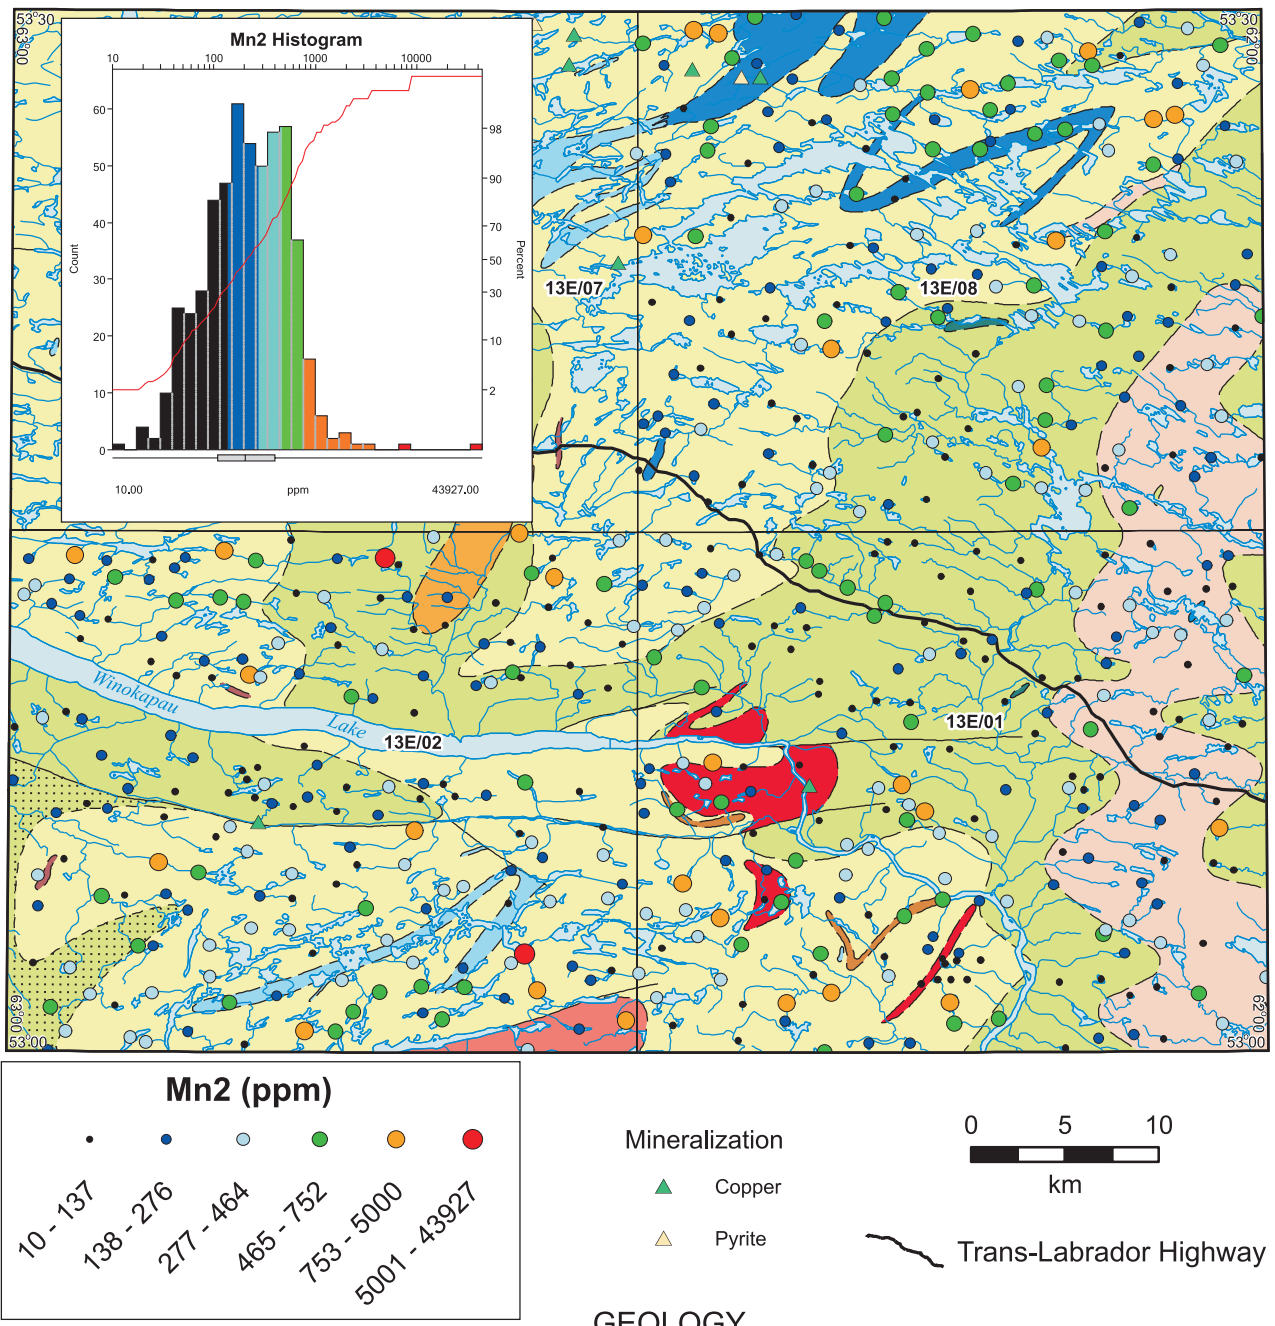 53°30'
63°00'
53°30'
62°00'
Mn2 Histogram
10 100 1000 10000
60
50
40
30
20
10
0
Count
98
90
70
50
30
10
2
Percent
10.00 ppm 43927.00
13E/07
13E/08
Winokapau
Lake
13E/02
13E/01
63°00'
53°00'
62°00'
53°00'
Mn2 (ppm)
10 - 137
138 - 276
277 - 464
465 - 752
753 - 5000
5001 - 43927
Mineralization
Copper
Pyrite
0 5 10
km
Trans-Labrador Highway
GEOLOGY